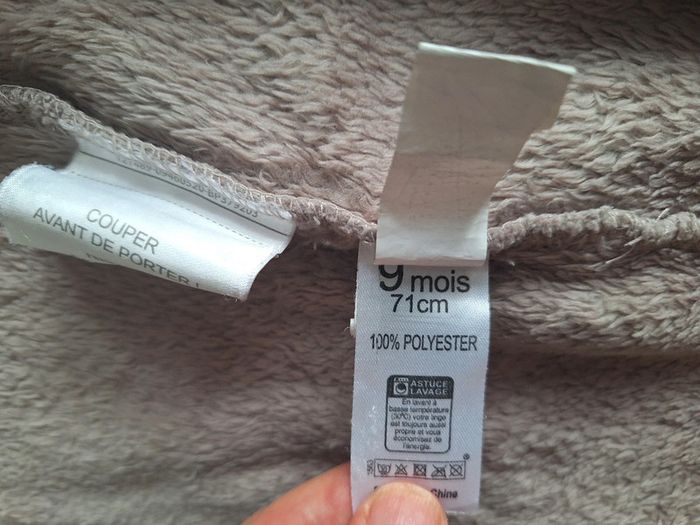 COUPER
AVANT DE PORTER !
9 mois
71cm
100% POLYESTER
ASTUCE
LAVAGE
En lavant à
basse température
(30°C) votre linge
est toujours aussi
propre et vous
économisez de
l'énergie.
China